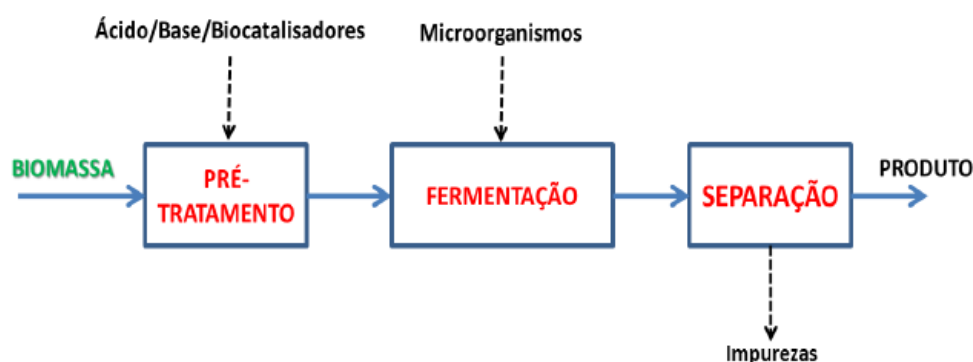 Ácido/Base/Biocatalisadores
Microorganismos
BIOMASSA
PRÉ-
TRATAMENTO
FERMENTAÇÃO
SEPARAÇÃO
PRODUTO
Impurezas